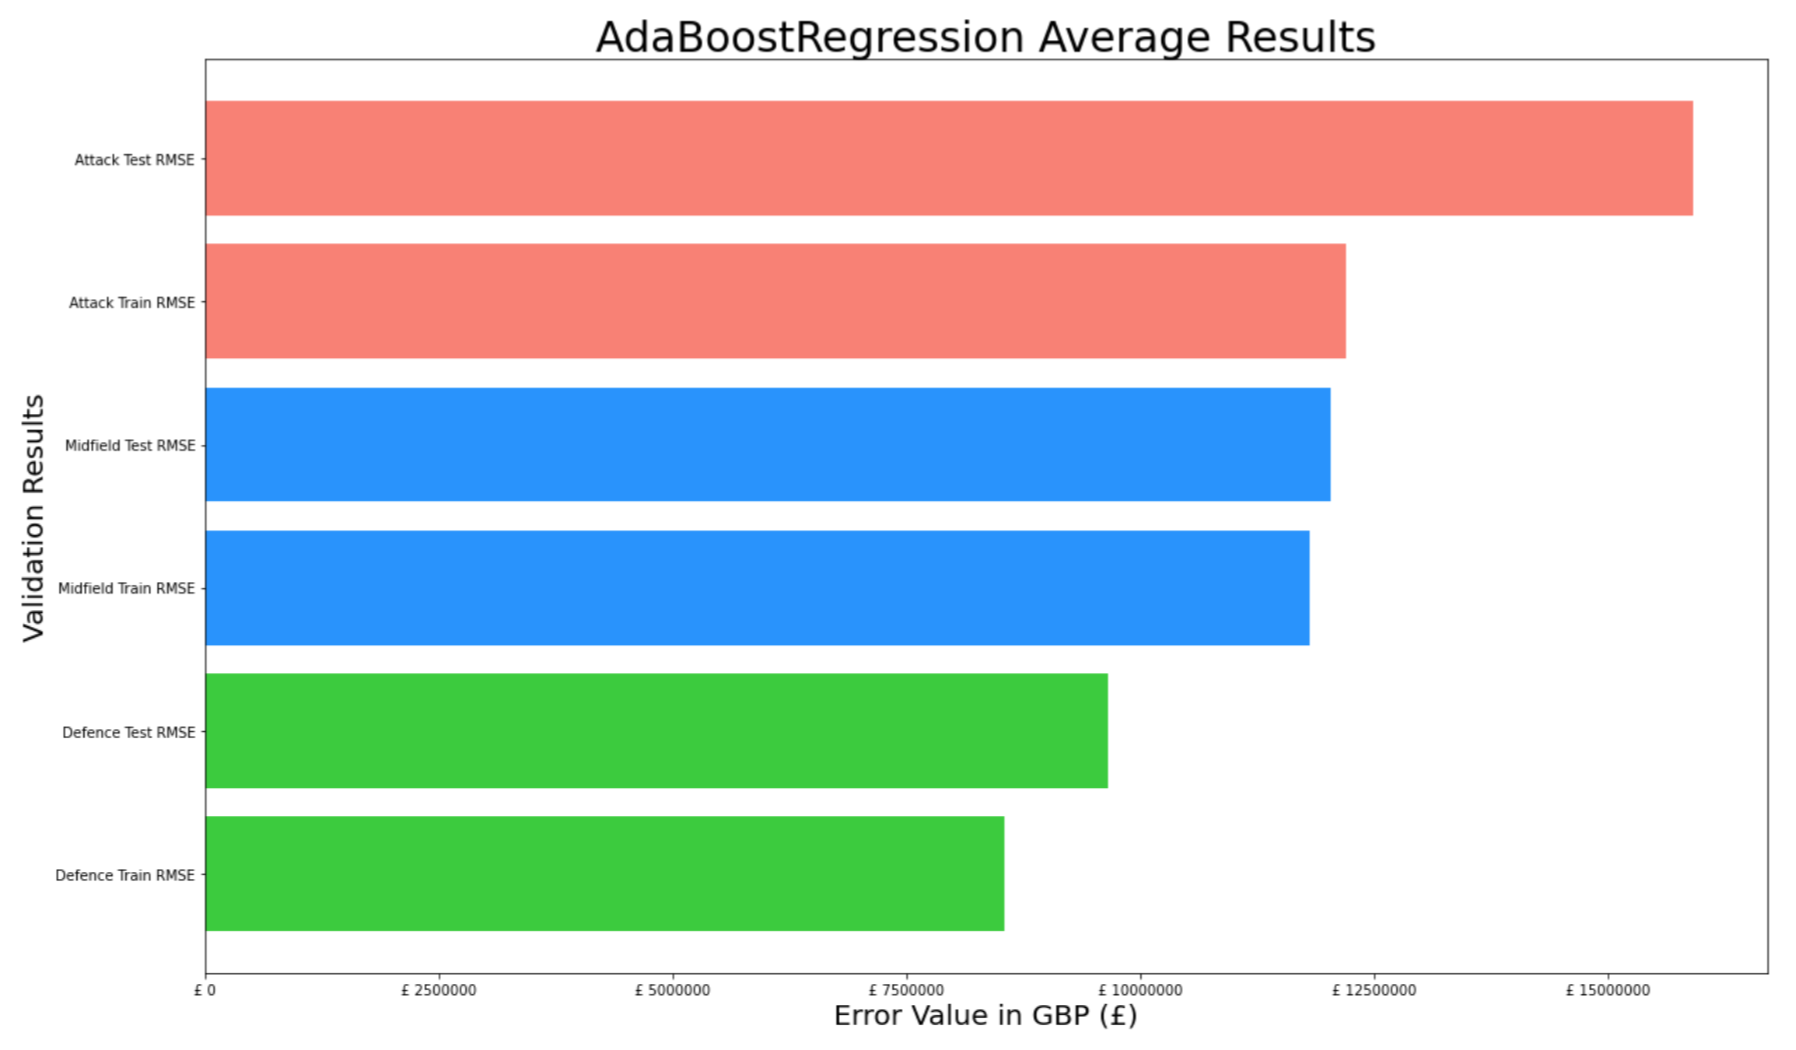 AdaBoostRegression Average Results
Validation Results
Attack Test RMSE
Attack Train RMSE
Midfield Test RMSE
Midfield Train RMSE
Defence Test RMSE
Defence Train RMSE
£ 0
£ 2500000
£ 5000000
£ 7500000
£ 10000000
£ 12500000
£ 15000000
Error Value in GBP (£)